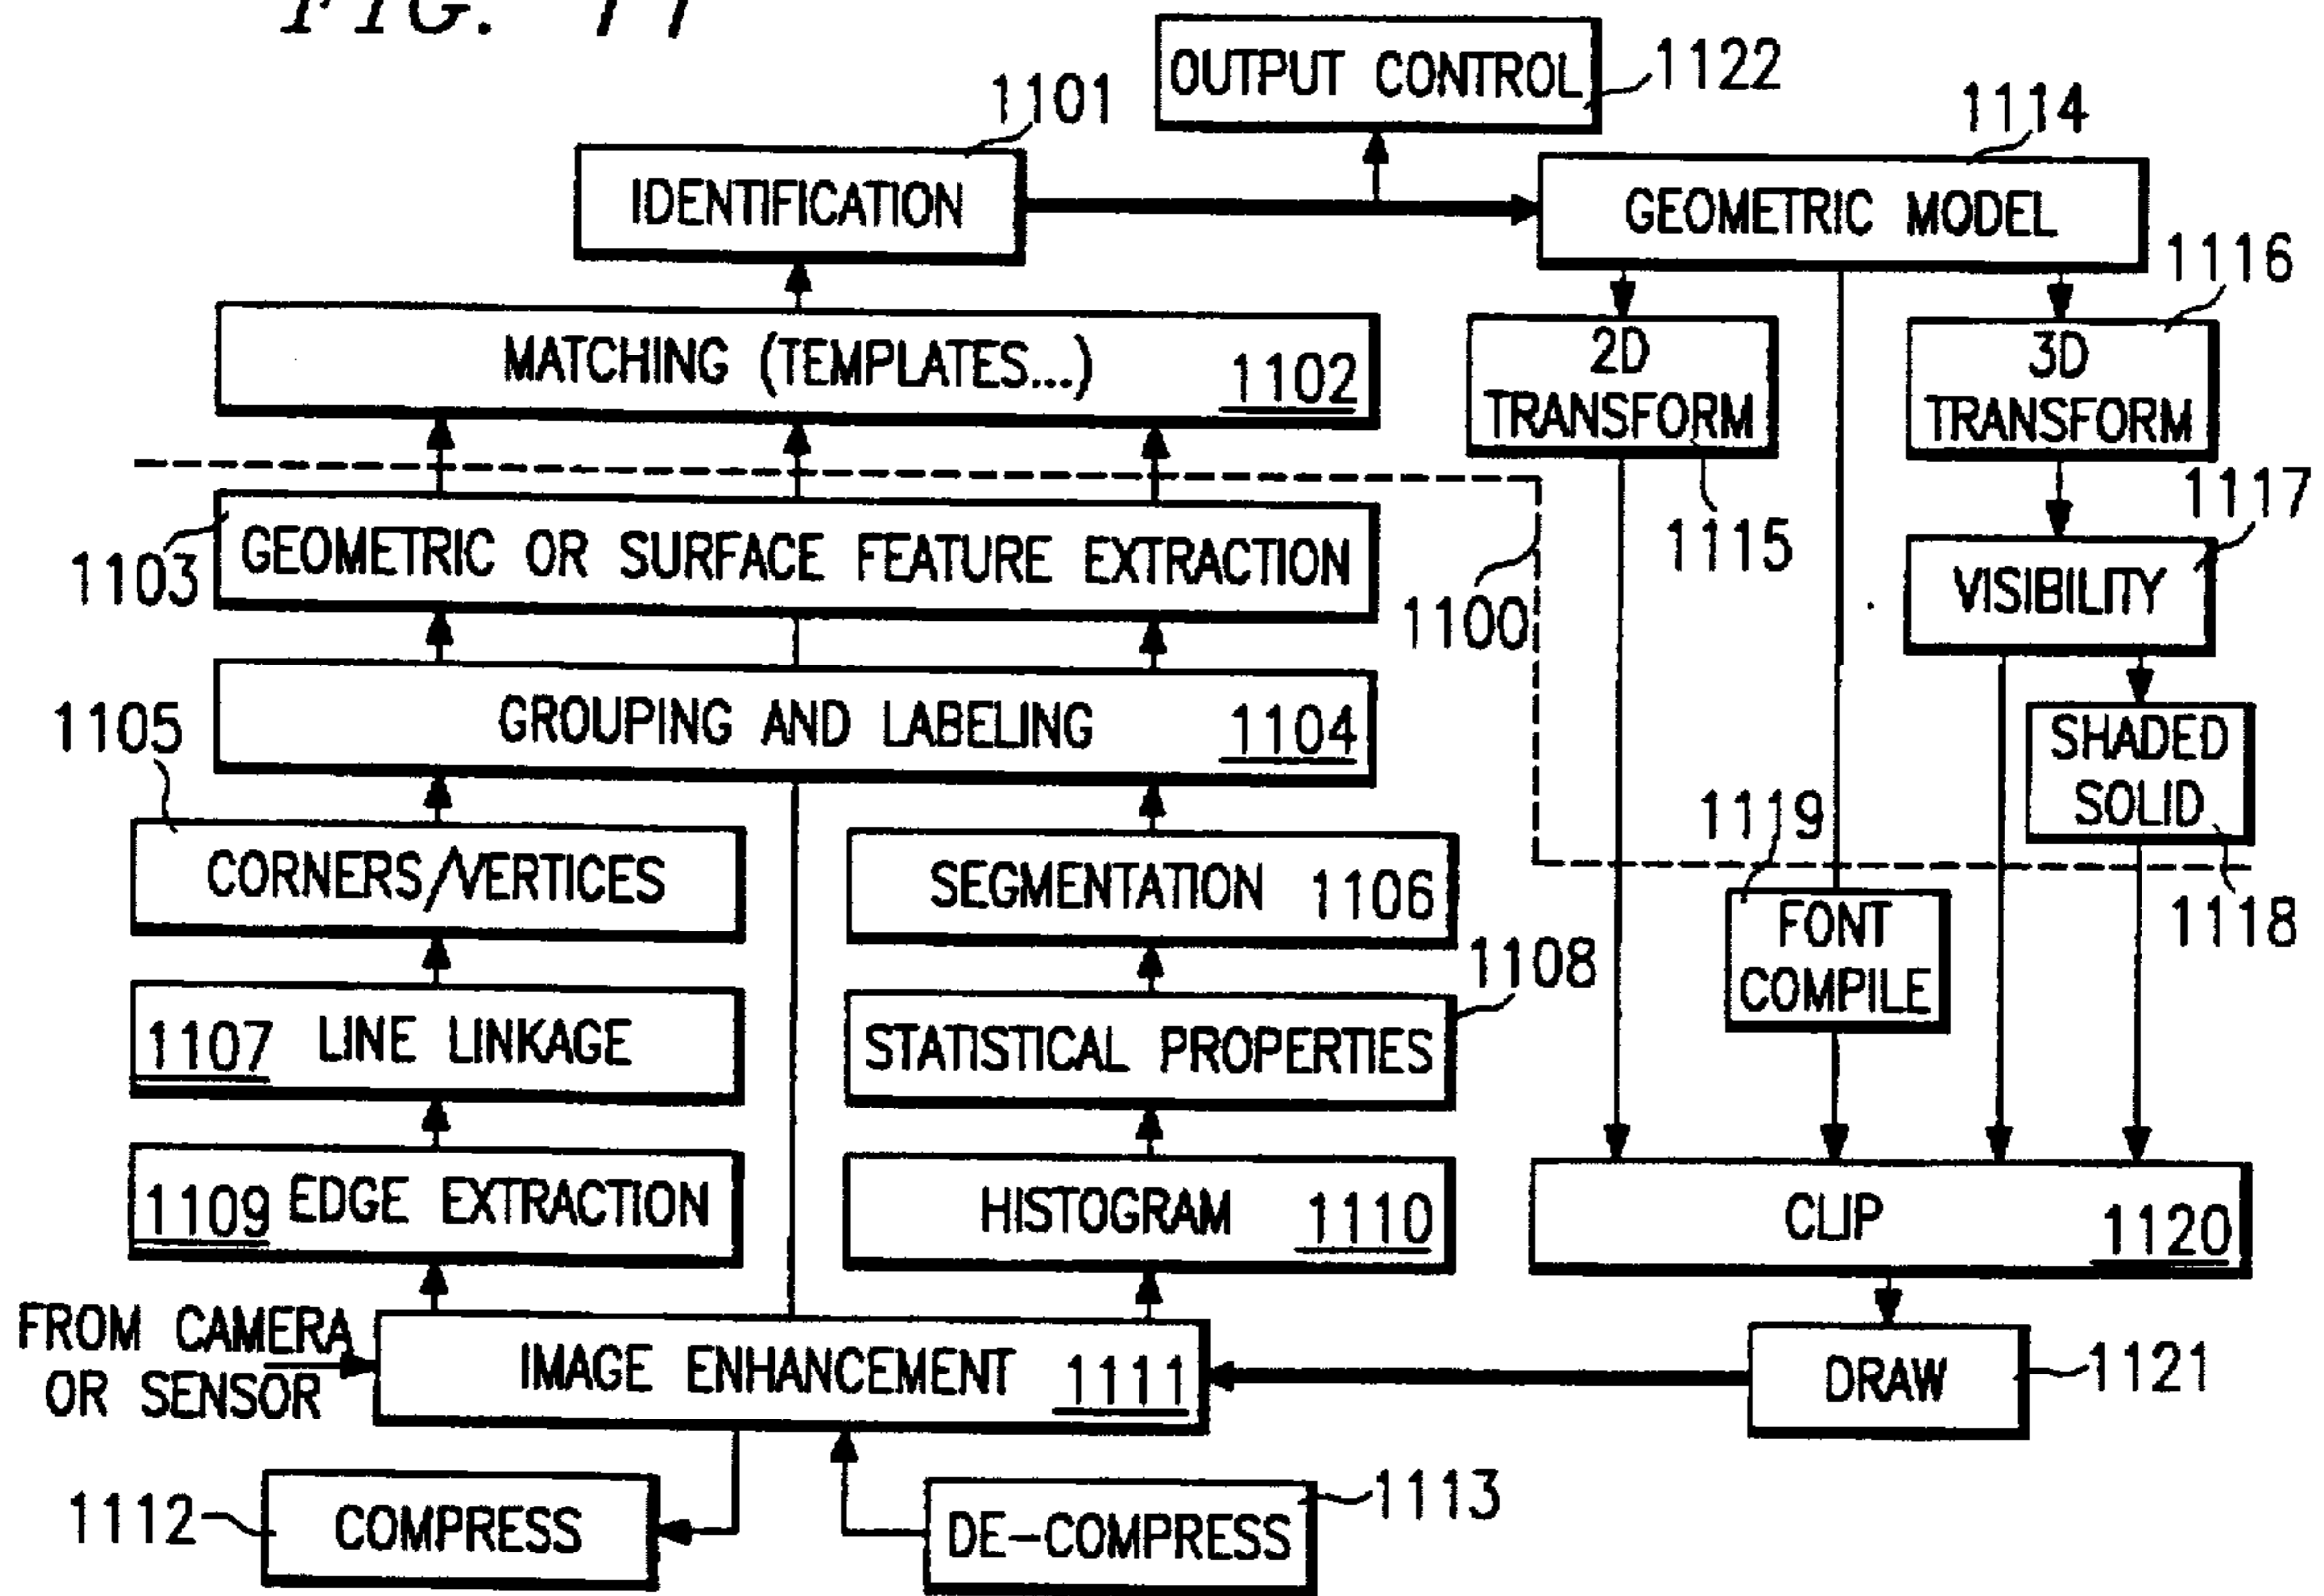 FIG. 11
OUTPUT CONTROL
1122
1101
1114
IDENTIFICATION
GEOMETRIC MODEL
1116
MATCHING (TEMPLATES...)
1102
2D
TRANSFORM
1115
3D
TRANSFORM
1117
1103
GEOMETRIC OR SURFACE FEATURE EXTRACTION
1100
VISIBILITY
1105
GROUPING AND LABELING
1104
SHADED
SOLID
1118
1119
CORNERS/VERTICES
SEGMENTATION 1106
FONT
COMPILE
1108
1107 LINE LINKAGE
STATISTICAL PROPERTIES
1109 EDGE EXTRACTION
HISTOGRAM 1110
CLIP
1120
FROM CAMERA
OR SENSOR
IMAGE ENHANCEMENT 1111
DRAW
1121
1112
COMPRESS
DE-COMPRESS
1113